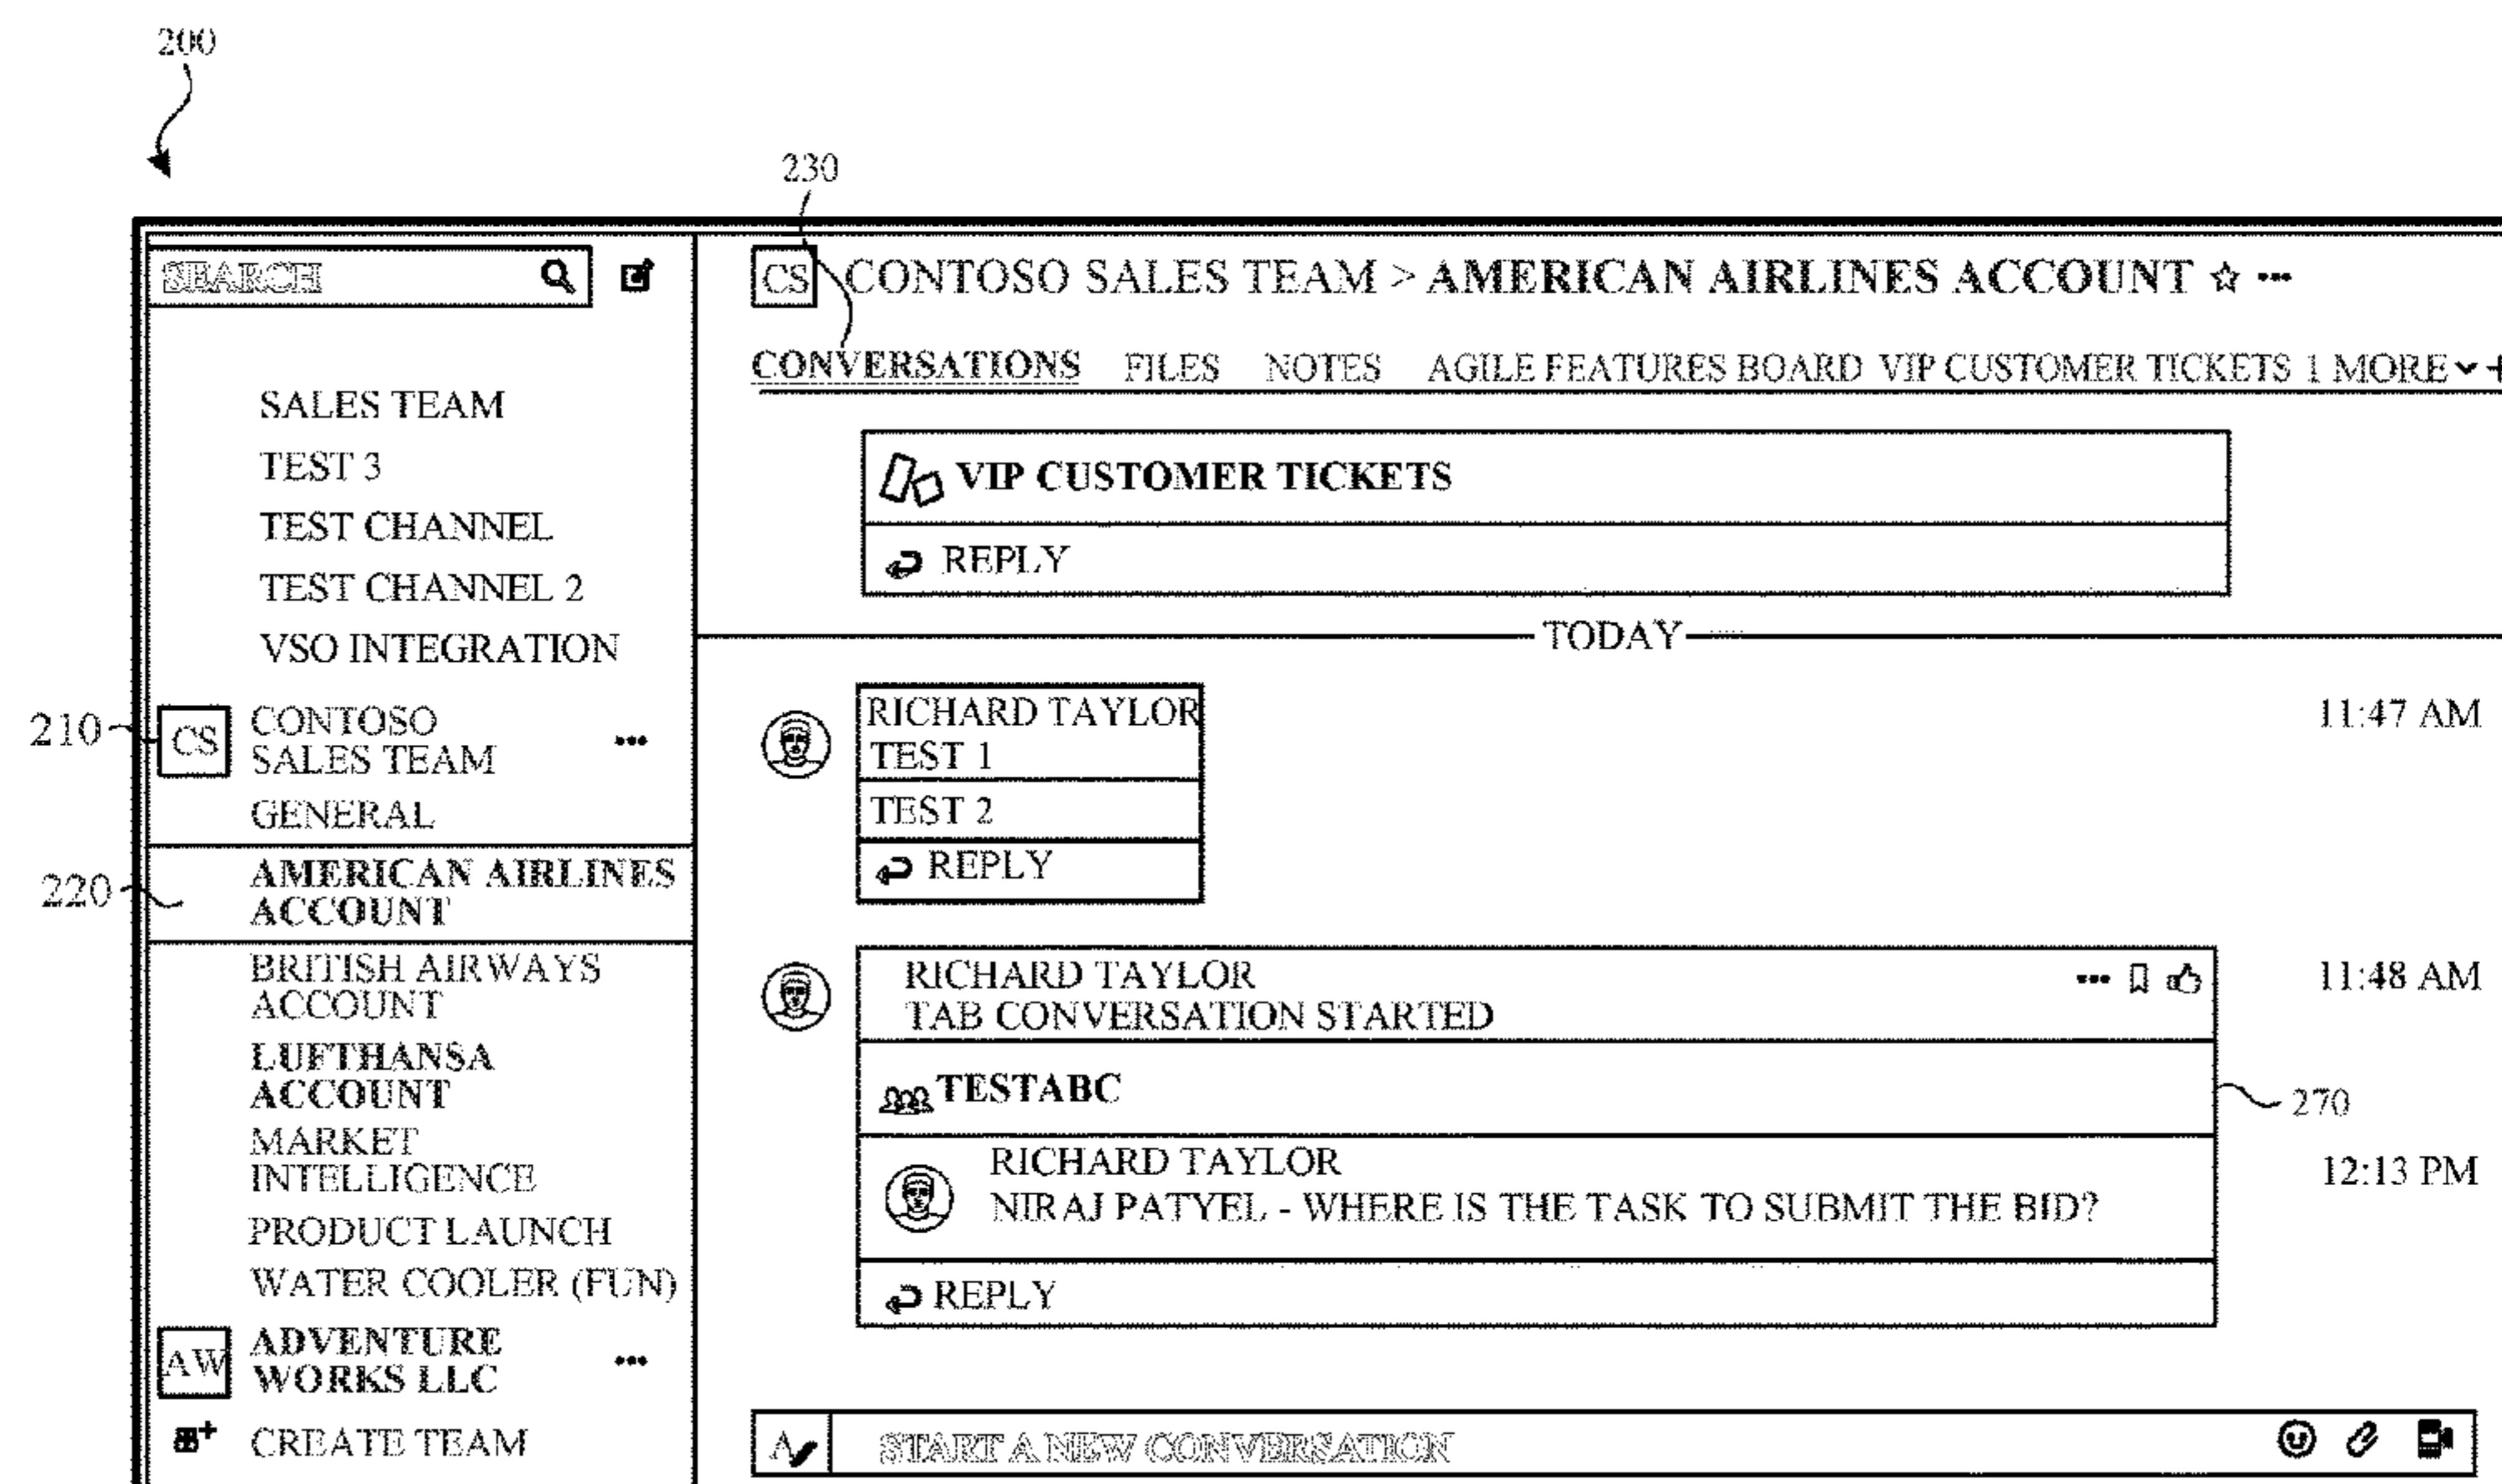 200
230
SEARCH
CS CONTOSO SALES TEAM > AMERICAN AIRLINES ACCOUNT
CONVERSATIONS FILES NOTES AGILE FEATURES BOARD VIP CUSTOMER TICKETS 1 MORE +
SALES TEAM
TEST 3
TEST CHANNEL
TEST CHANNEL 2
VSO INTEGRATION
210
CS
CONTOSO
SALES TEAM
GENERAL
220
AMERICAN AIRLINES
ACCOUNT
BRITISH AIRWAYS
ACCOUNT
LUFTHANSA
ACCOUNT
MARKET
INTELLIGENCE
PRODUCT LAUNCH
WATER COOLER (FUN)
AW
ADVENTURE
WORKS LLC
CREATE TEAM
VIP CUSTOMER TICKETS
REPLY
TODAY
RICHARD TAYLOR 11:47 AM
TEST 1
TEST 2
REPLY
RICHARD TAYLOR 11:48 AM
TAB CONVERSATION STARTED
TESTABC
270
RICHARD TAYLOR 12:13 PM
NIRAJ PATYEL - WHERE IS THE TASK TO SUBMIT THE BID?
REPLY
A START A NEW CONVERSATION